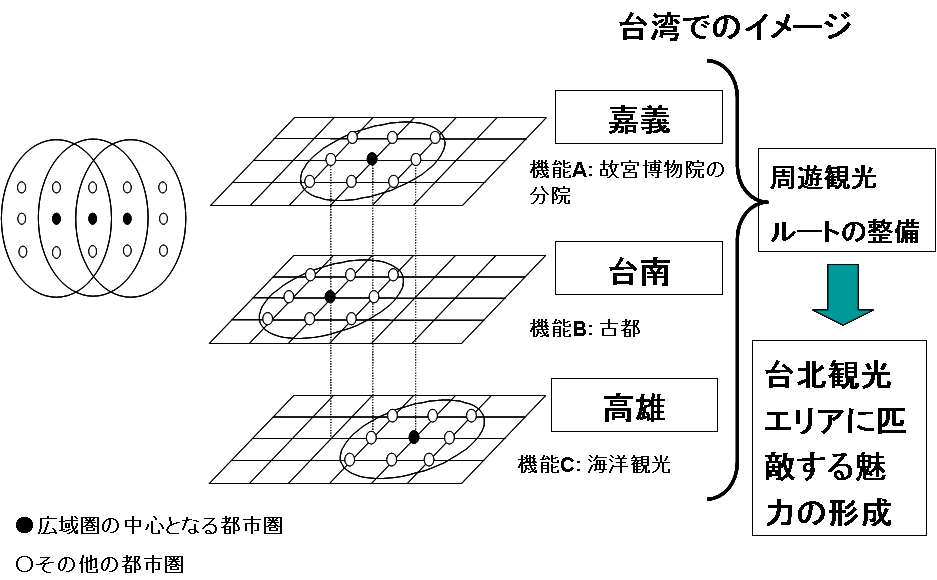 台湾でのイメージ
嘉義
機能A: 故宮博物院の
分院
台南
機能B: 古都
高雄
機能C: 海洋観光
周遊観光
ルートの整備
台北観光
エリアに匹
敵する魅
力の形成
●広域圏の中心となる都市圏
○その他の都市圏